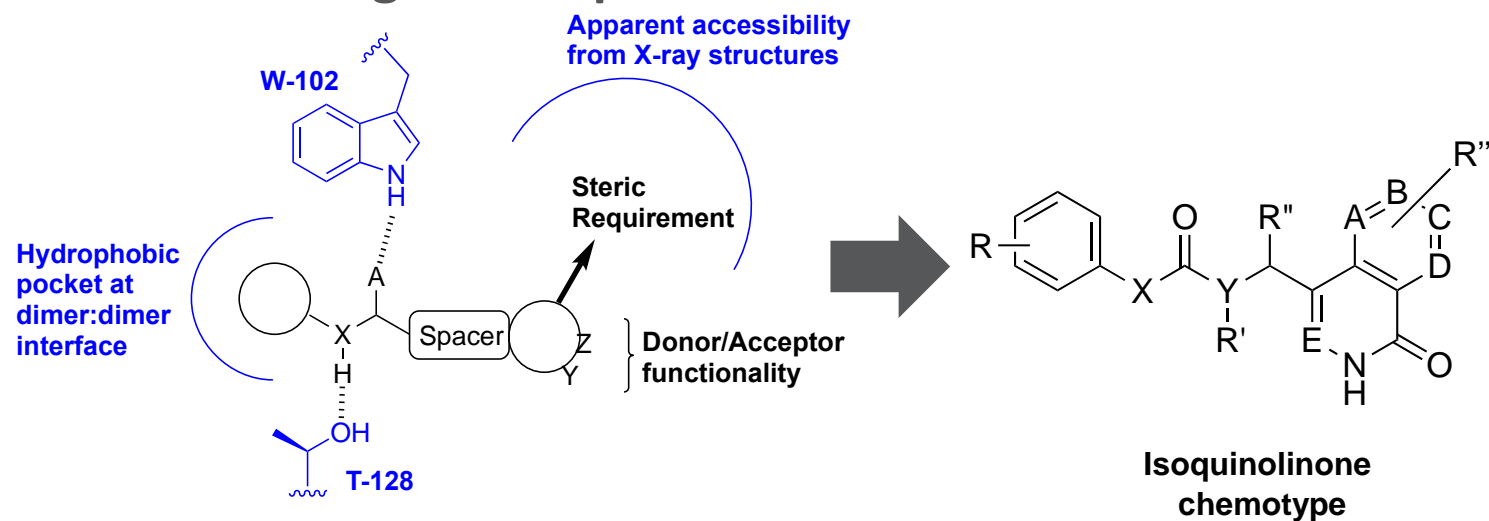 Apparent accessibility
from X-ray structures
W-102
N
H
Steric
Requirement
Hydrophobic
pocket at
dimer:dimer
interface
A
X
H
Spacer
Z
Y
Donor/Acceptor
functionality
OH
T-128
R
X
O
Y
R'
R"
A
B
C
D
R''
E
N
H
O
Isoquinolinone
chemotype